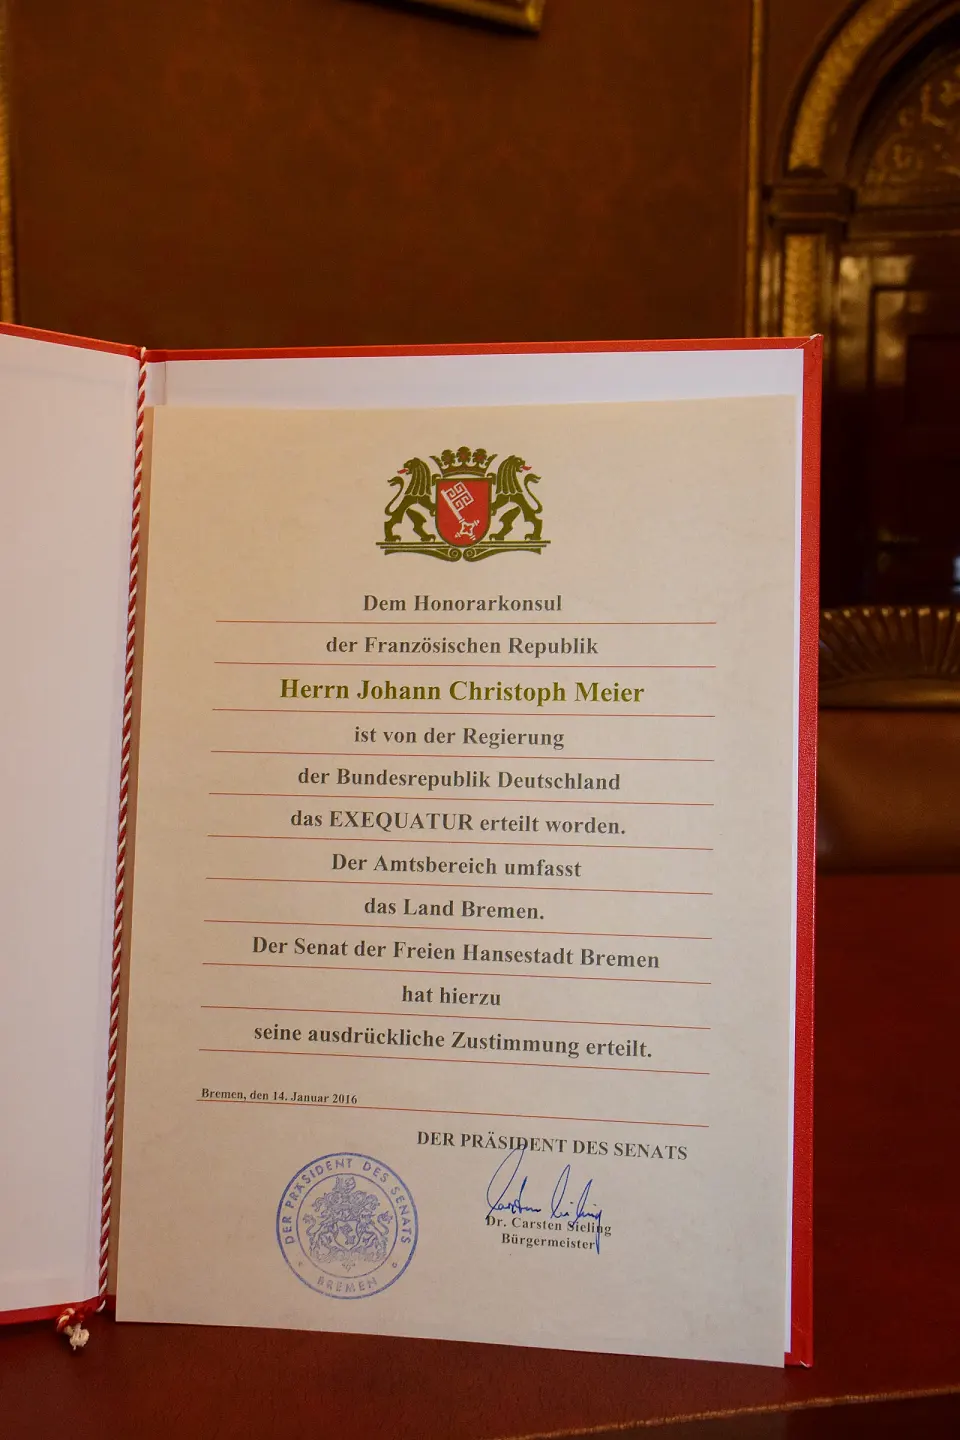 Dem Honorarkonsul
der Französischen Republik
Herrn Johann Christoph Meier
ist von der Regierung
der Bundesrepublik Deutschland
das EXEQUATUR erteilt worden.
Der Amtsbereich umfasst
das Land Bremen.
Der Senat der Freien Hansestadt Bremen
hat hierzu
seine ausdrückliche Zustimmung erteilt.
Bremen, den 14. Januar 2016
DER PRÄSIDENT DES SENATS
DER PRÄSIDENT DES SENATS
BREMEN
Carsten Sieling
Dr. Carsten Sieling
Bürgermeister